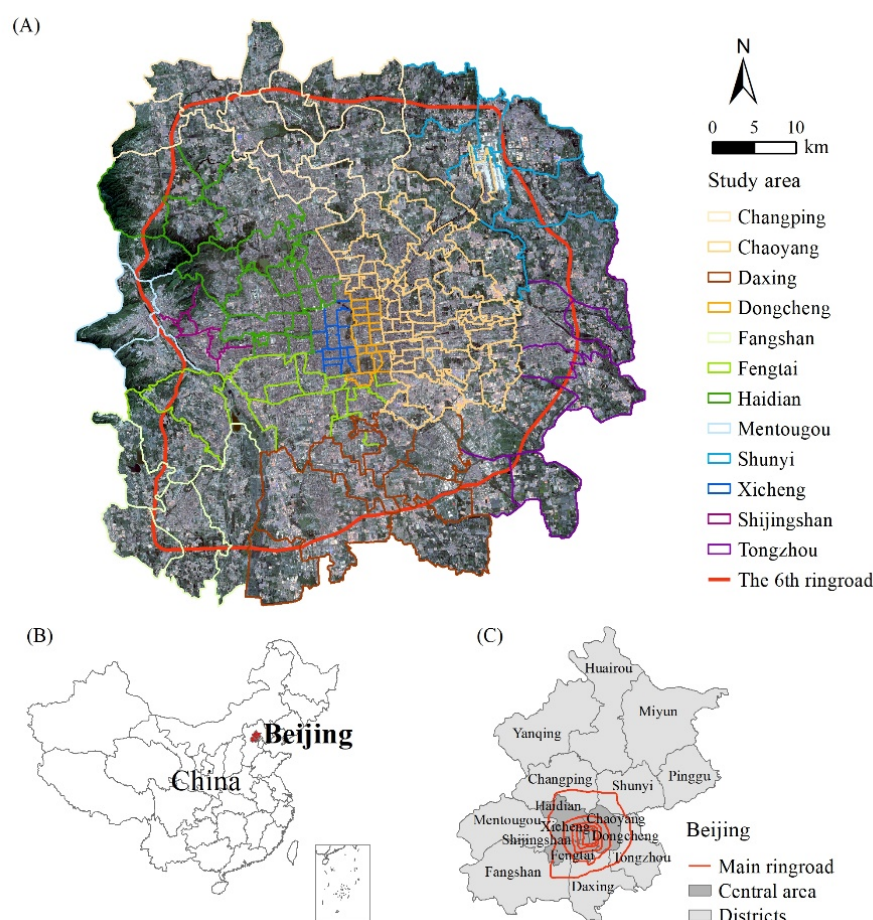 (A)
N
0 5 10
km
Study area
Changping
Chaoyang
Daxing
Dongcheng
Fangshan
Fengtai
Haidian
Mentougou
Shunyi
Xicheng
Shijingshan
Tongzhou
The 6th ringroad
(B)
Beijing
China
(C)
Huairou
Miyun
Yanqing
Pinggu
Changping
Shunyi
Haidian
Mentougou
Chaoyang
Xicheng
Shijingshan
Dongcheng
Fengtai
Tongzhou
Fangshan
Daxing
Beijing
Main ringroad
Central area
Districts